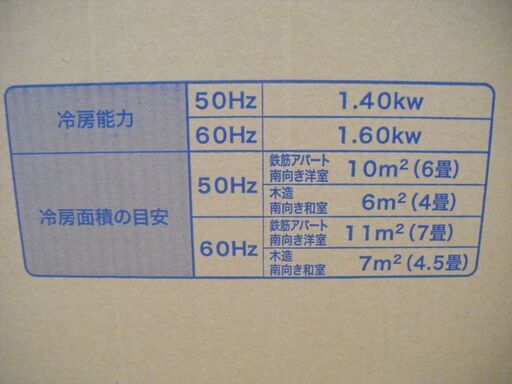 冷房能力
50Hz 1.40kw
60Hz 1.60kw
冷房面積の目安
50Hz
鉄筋アパート
南向き洋室 10m²(6畳)
木造
南向き和室 6m²(4畳)
60Hz
鉄筋アパート
南向き洋室 11m²(7畳)
木造
南向き和室 7m²(4.5畳)